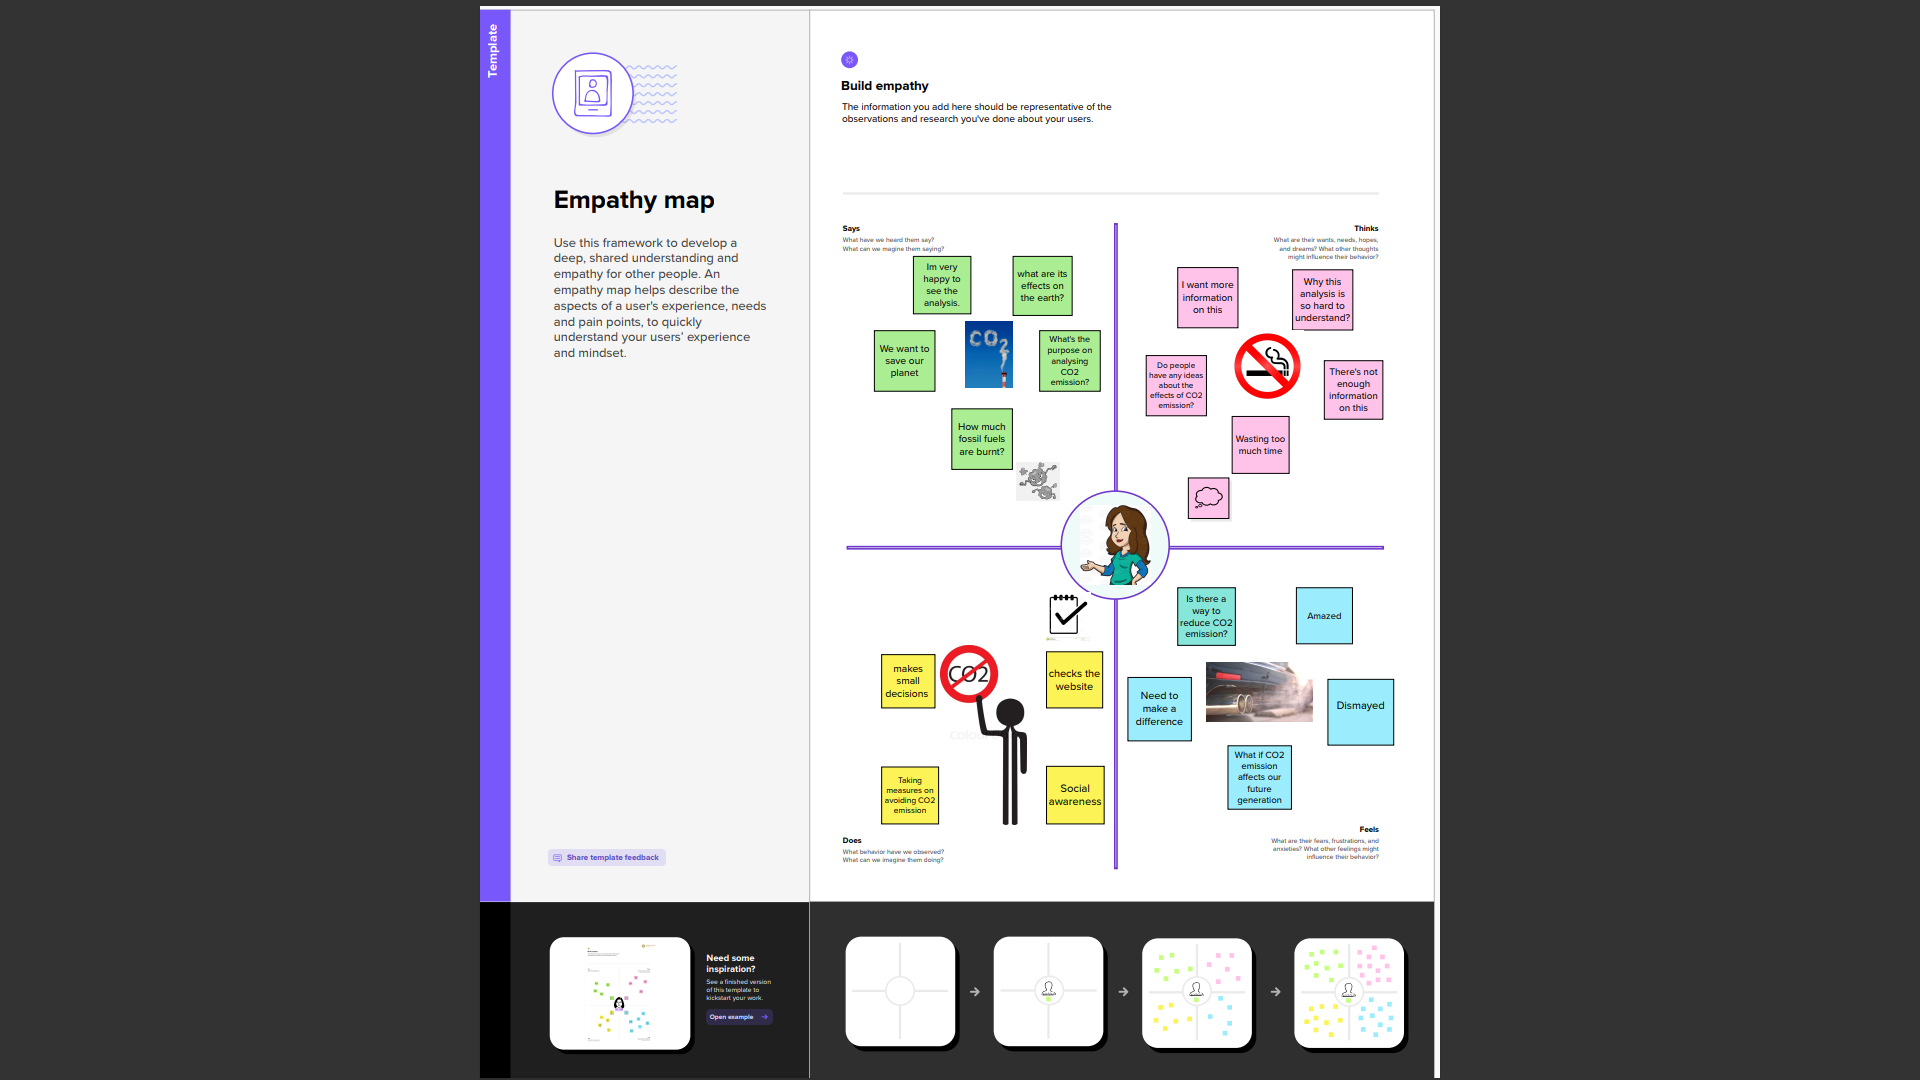 Template
Empathy map
Use this framework to develop a
deep, shared understanding and
empathy for other people. An
empathy map helps describe the
aspects of a user's experience, needs
and pain points, to quickly
understand your users' experience
and mindset.
Share template feedback
Build empathy
The information you add here should be representative of the
observations and research you've done about your users.
Says
What have we heard them say?
What can we magine them saying?
Im very
happy to
see the
analysis.
what are its
effects on
the earth?
We want to
save our
planet
CO2
What's the
purpose on
analysing
CO2
emission?
How much
fossil fuels
are burnt?
Thinks
What are their wants, needs, hopes,
and dreams? What other thoughts
might influence their behavior?
I want more
information
on this
Why this
analysis is
so hard to
understand?
Do people
have any ideas
about the
effects of CO2
emission?
There's not
enough
information
on this
Wasting too
much time
makes
small
decisions
CO2
checks the
website
Taking
measures on
avoiding CO2
emission
Social
awareness
Does
What behavior have we observed?
What can we imagine them doing?
Is there a
way to
reduce CO2
emission?
Amazed
Need to
make a
difference
Dismayed
What if CO2
emission
affects our
future
generation
Feels
What are their fears, frustrations, and
anxieties? What other feelings might
influence their behavior?
Need some
inspiration?
See a finished version
of this template to
kickstart your work.
Open example